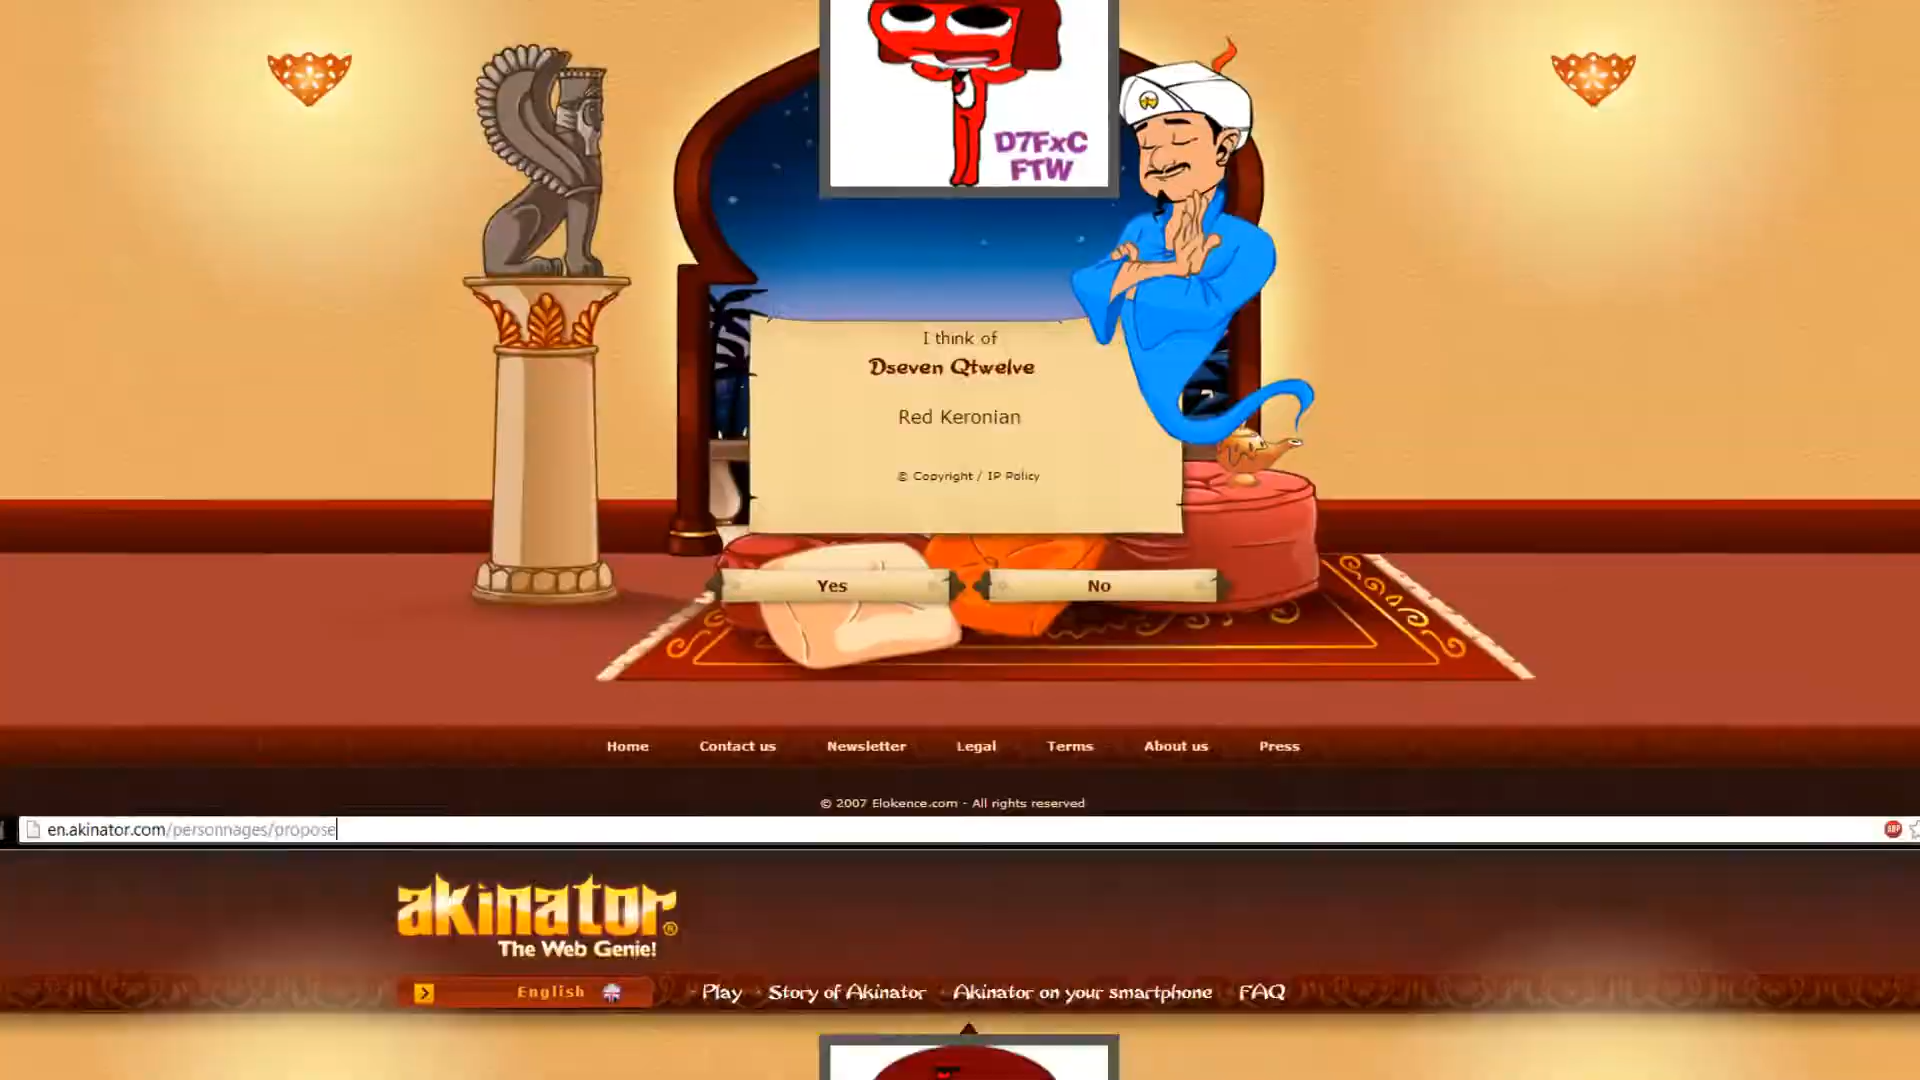 D7FxC
FTW
I think of
Dseven Qtwelve
Red Keronian
© Copyright / IP Policy
Yes
No
Home
Contact us
Newsletter
Legal
Terms
About us
Press
© 2007 Elokence.com - All rights reserved
en.akinator.com/personnages/propose
ABP
akinator®
The Web Genie!
English
Play
Story of Akinator
Akinator on your smartphone
FAQ